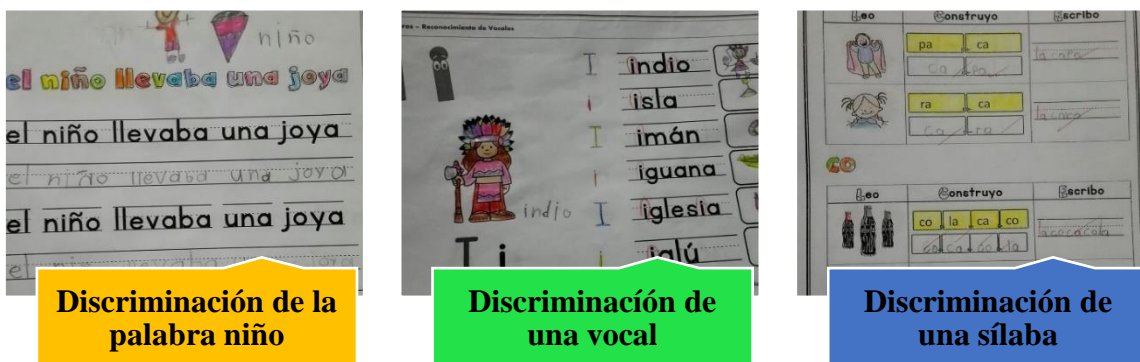 niño
el niño llevaba una joya
el niño llevaba una joya
el niño llevaba una joya
el niño llevaba una joya
Discriminación de la
palabra niño
ros – Reconocimiento de Vocales
I indio
i isla
I imán
i iguana
indio I iglesia
I i i iglú
Discriminacíón de
una vocal
Leo Construyo Escribo
pa ca
ca pa la capa
ra ca
ca ra la cara
co
Leo Construyo Escribo
co la ca co
la cocacola
co ca co la
Discriminación de
una sílaba